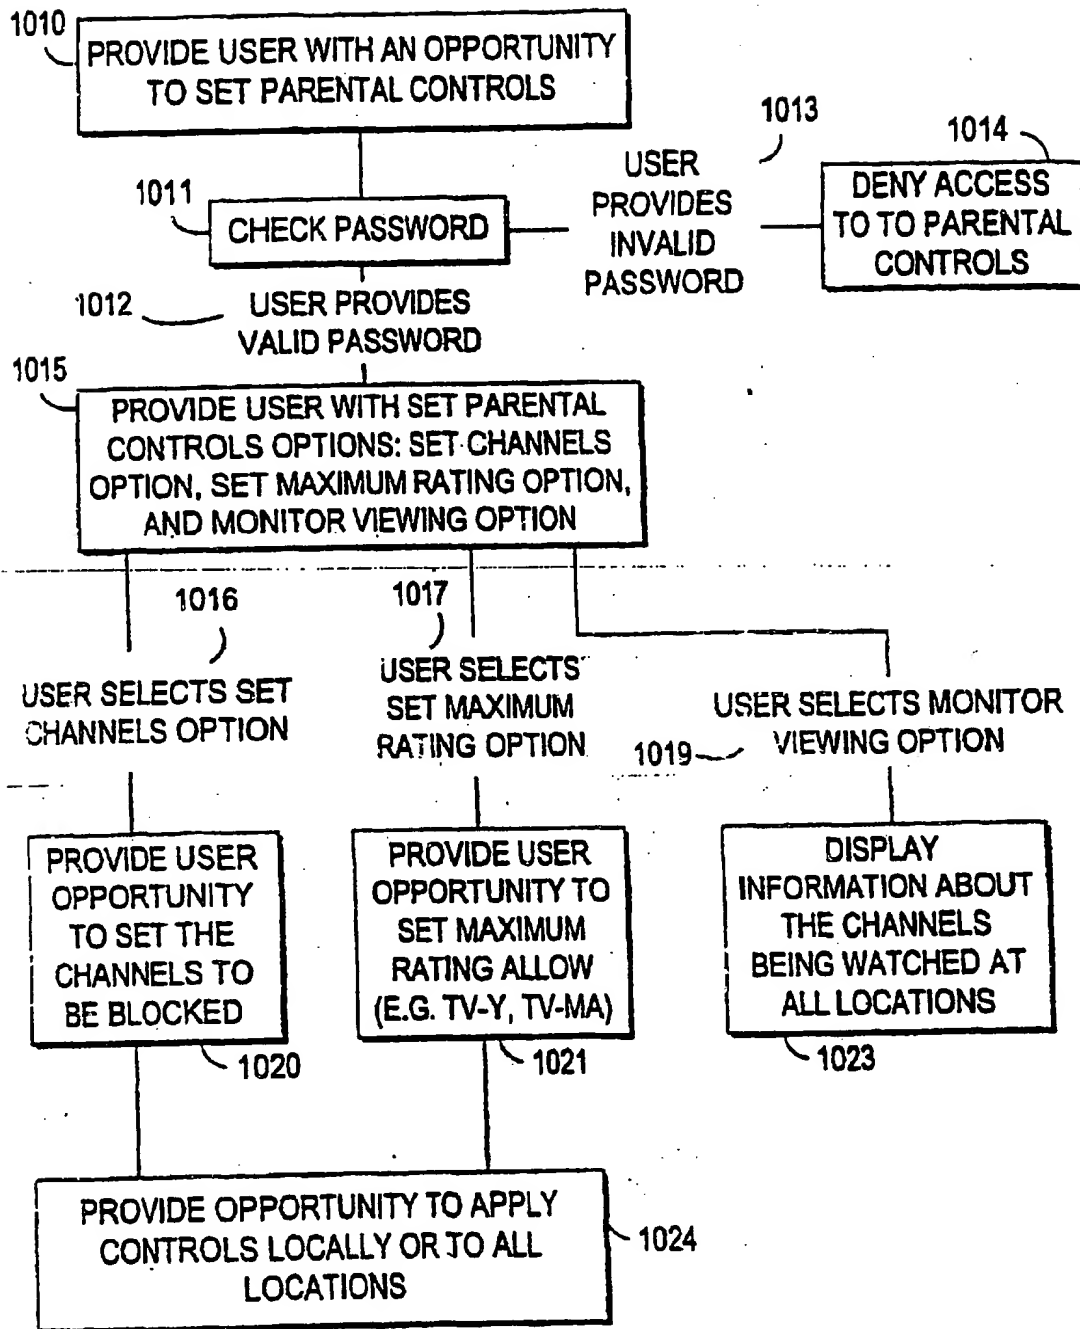 1010
PROVIDE USER WITH AN OPPORTUNITY
TO SET PARENTAL CONTROLS
1011
CHECK PASSWORD
1013
USER
PROVIDES
INVALID
PASSWORD
1014
DENY ACCESS
TO TO PARENTAL
CONTROLS
1012
USER PROVIDES
VALID PASSWORD
1015
PROVIDE USER WITH SET PARENTAL
CONTROLS OPTIONS: SET CHANNELS
OPTION, SET MAXIMUM RATING OPTION,
AND MONITOR VIEWING OPTION
1016
USER SELECTS SET
CHANNELS OPTION
1017
USER SELECTS
SET MAXIMUM
RATING OPTION
USER SELECTS MONITOR
VIEWING OPTION
1019
PROVIDE USER
OPPORTUNITY
TO SET THE
CHANNELS TO
BE BLOCKED
1020
PROVIDE USER
OPPORTUNITY TO
SET MAXIMUM
RATING ALLOW
(E.G. TV-Y, TV-MA)
1021
DISPLAY
INFORMATION ABOUT
THE CHANNELS
BEING WATCHED AT
ALL LOCATIONS
1023
PROVIDE OPPORTUNITY TO APPLY
CONTROLS LOCALLY OR TO ALL
LOCATIONS
1024